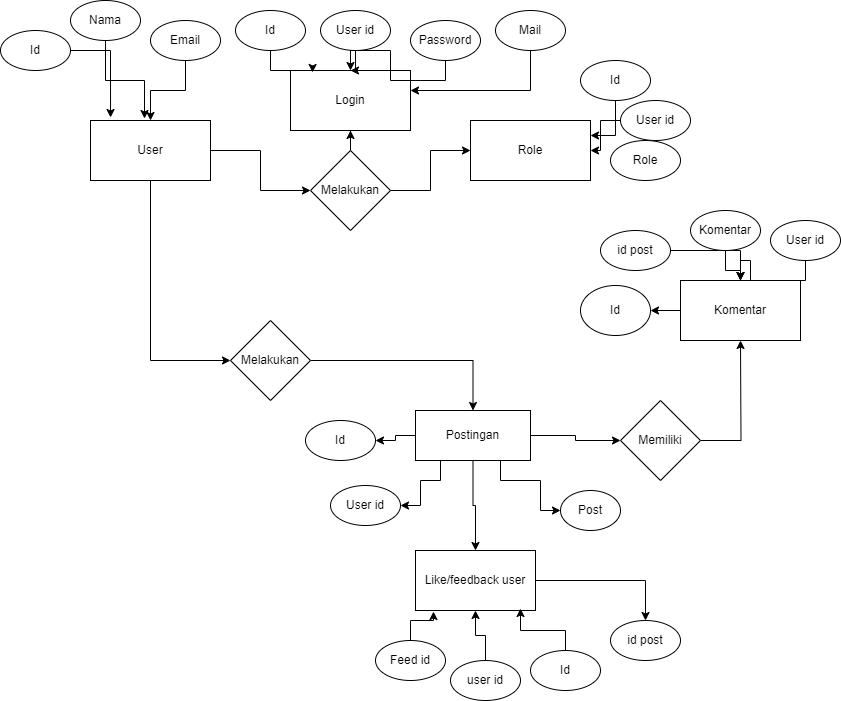 Nama
Id
Email
Id
User id
Password
Mail
Login
User
Melakukan
Role
Id
User id
Role
Komentar
id post
User id
Id
Komentar
Melakukan
Postingan
Id
Memiliki
User id
Post
Like/feedback user
Feed id
user id
Id
id post